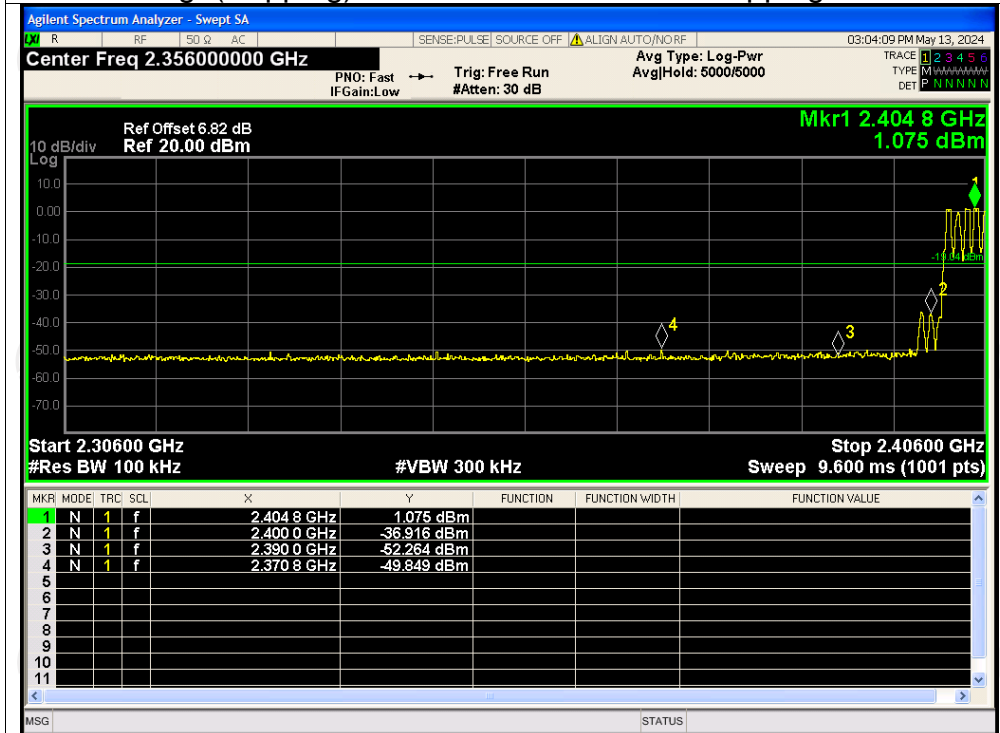 Agilent Spectrum Analyzer - Swept SA
LXI R RF 50 Ω AC SENSE:PULSE SOURCE OFF ALIGN AUTO/NO RF 03:04:09 PM May 13, 2024
Center Freq 2.356000000 GHz
PNO: Fast
IFGain:Low
Trig: Free Run
#Atten: 30 dB
Avg Type: Log-Pwr
Avg|Hold: 5000/5000
TRACE 1 2 3 4 5 6
TYPE M W W W W W
DET P N N N N N
Mkr1 2.404 8 GHz
1.075 dBm
Ref Offset 6.82 dB
10 dB/div Ref 20.00 dBm
Log
10.0
0.00
-10.0
-20.0
-30.0
-40.0
-50.0
-60.0
-70.0
1
-19.04 dBm
2
3
4
Start 2.30600 GHz
Stop 2.40600 GHz
#Res BW 100 kHz
#VBW 300 kHz
Sweep 9.600 ms (1001 pts)
MKR MODE TRC SCL X Y FUNCTION FUNCTION WIDTH FUNCTION VALUE
1 N 1 f 2.404 8 GHz 1.075 dBm
2 N 1 f 2.400 0 GHz -36.916 dBm
3 N 1 f 2.390 0 GHz -52.264 dBm
4 N 1 f 2.370 8 GHz -49.849 dBm
5
6
7
8
9
10
11
MSG
STATUS